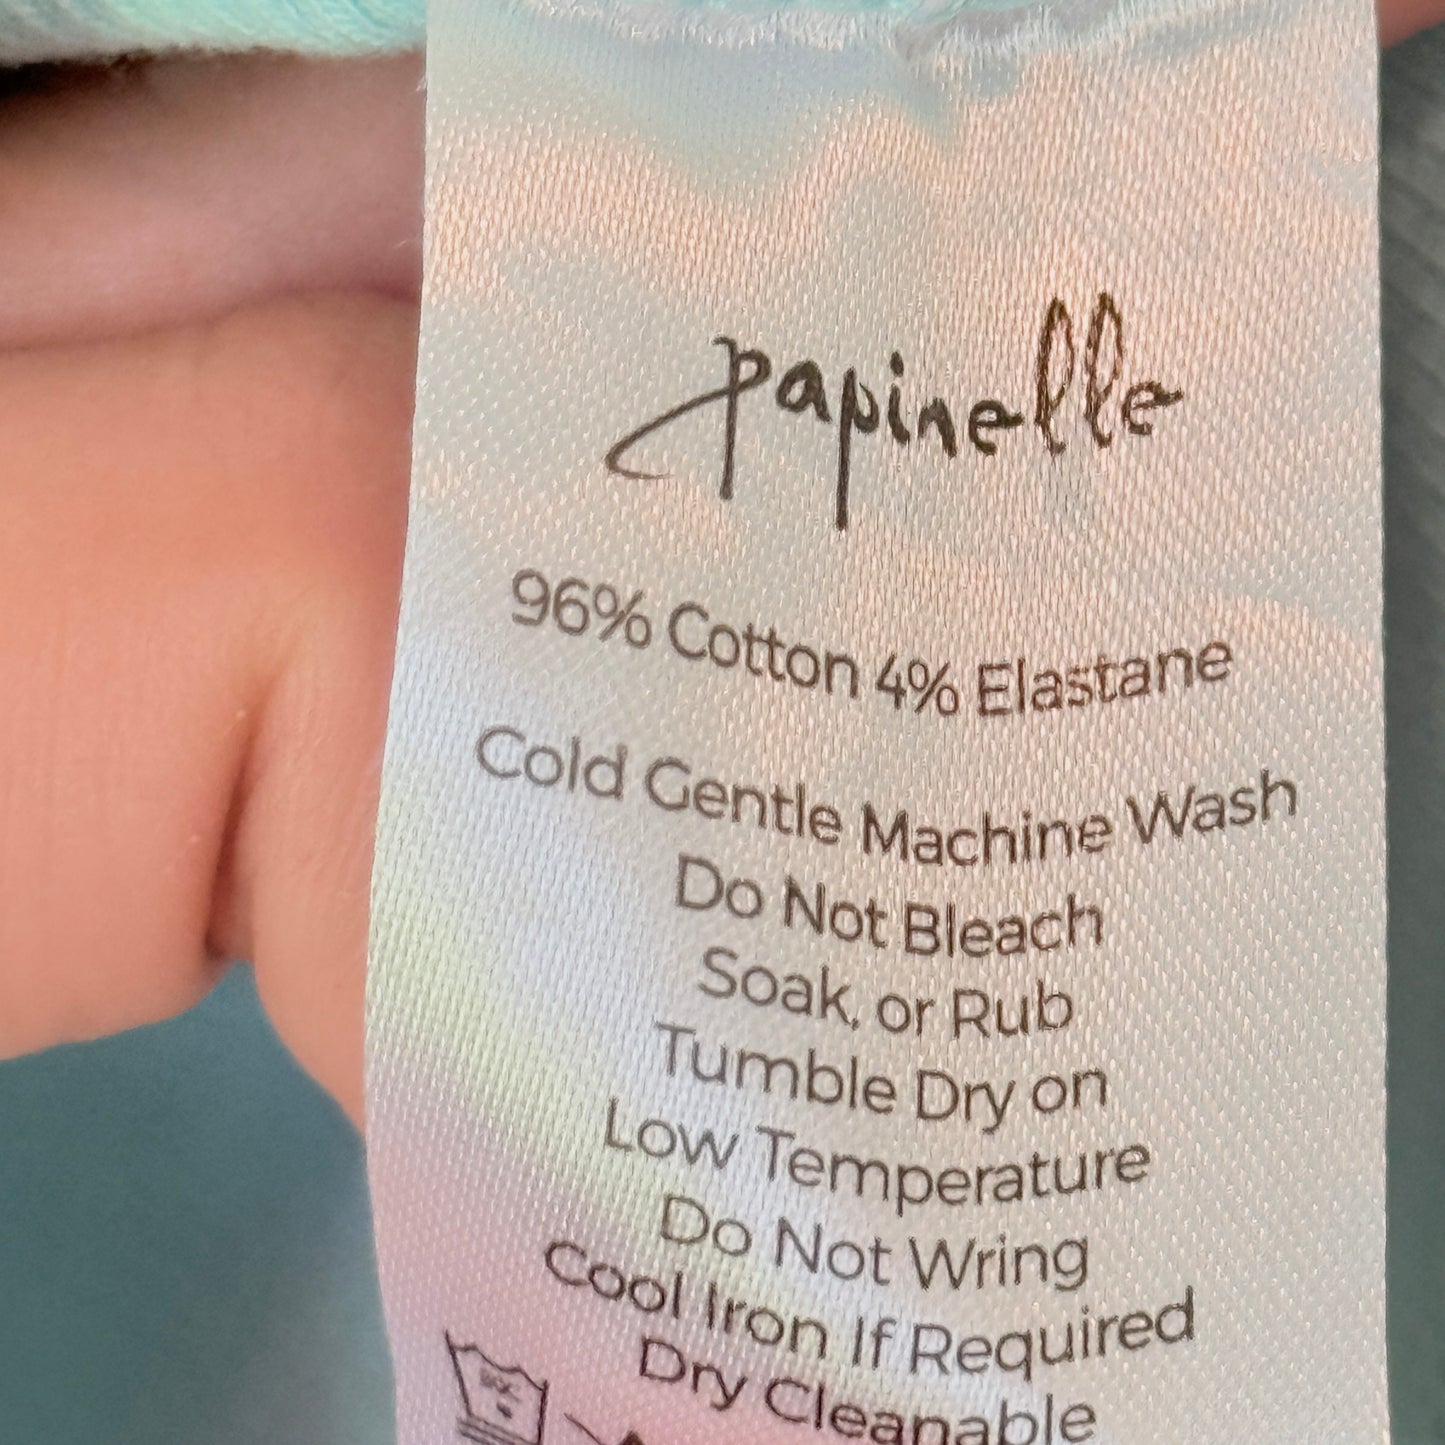 papinelle
96% Cotton 4% Elastane
Cold Gentle Machine Wash
Do Not Bleach
Soak, or Rub
Tumble Dry on
Low Temperature
Do Not Wring
Cool Iron If Required
Dry Cleanable